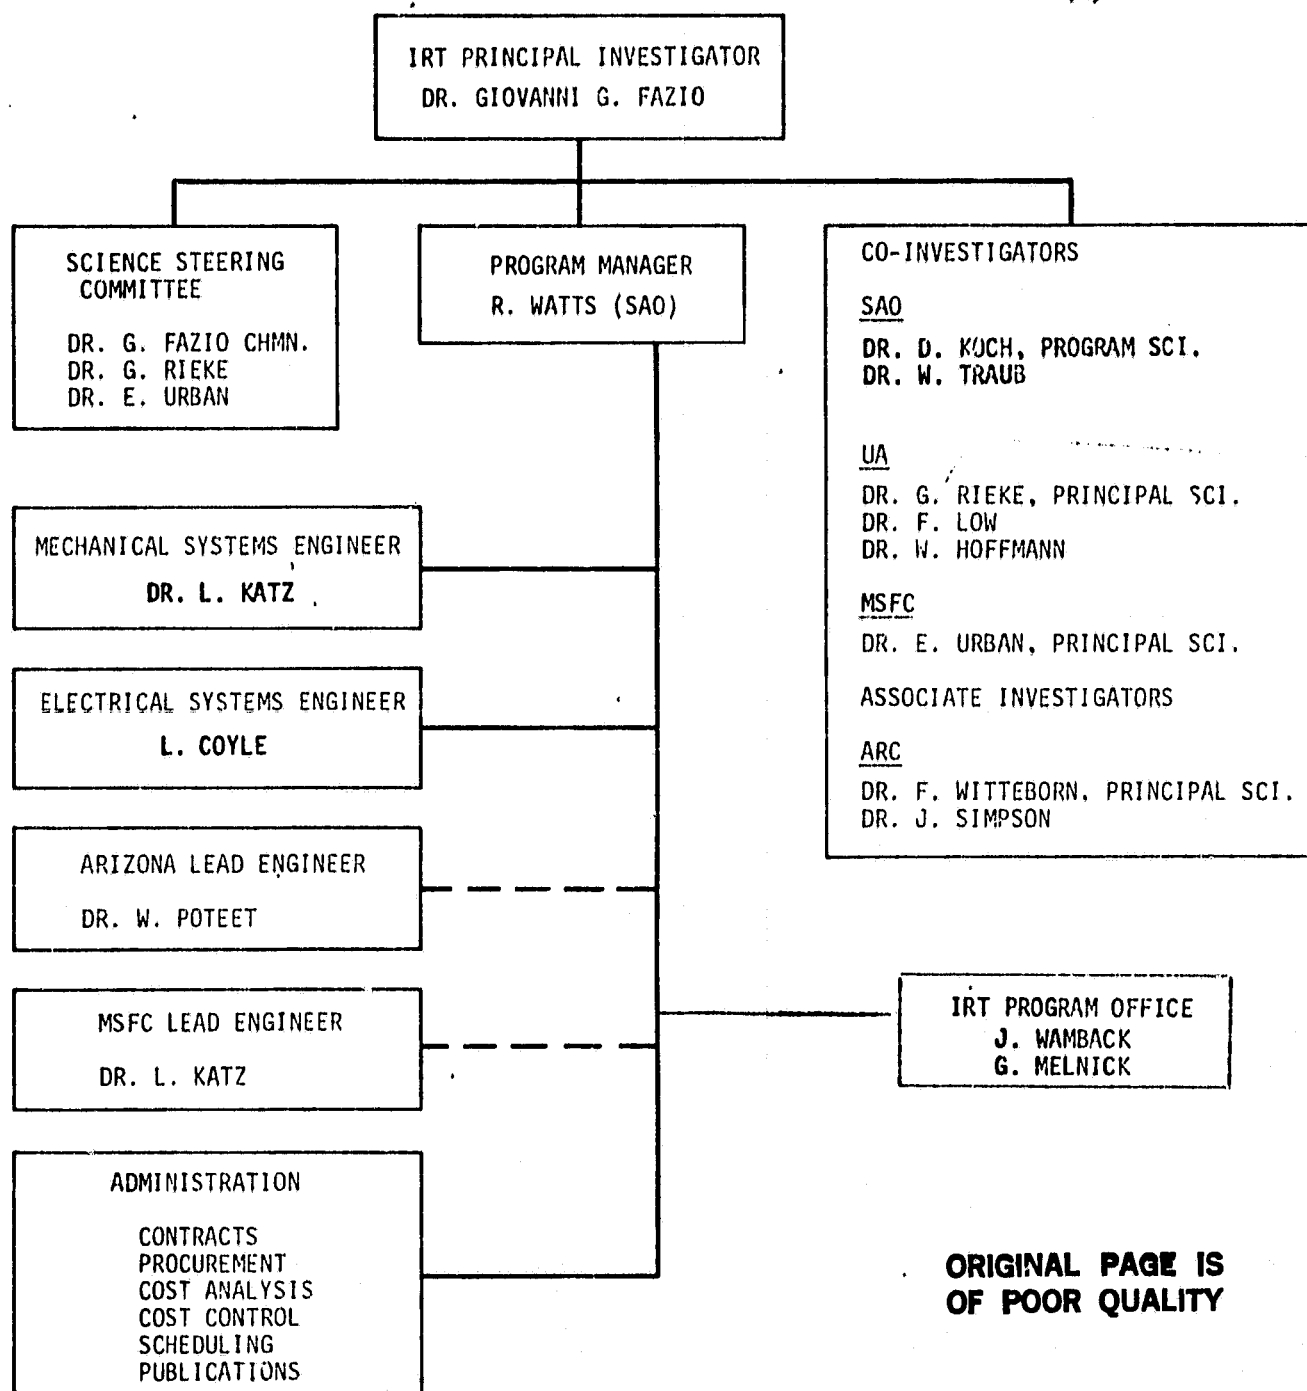 IRT PRINCIPAL INVESTIGATOR
DR. GIOVANNI G. FAZIO
SCIENCE STEERING
COMMITTEE
DR. G. FAZIO CHMN.
DR. G. RIEKE
DR. E. URBAN
PROGRAM MANAGER
R. WATTS (SAO)
CO-INVESTIGATORS
SAO
DR. D. KOCH, PROGRAM SCI.
DR. W. TRAUB
UA
DR. G. RIEKE, PRINCIPAL SCI.
DR. F. LOW
DR. W. HOFFMANN
MSFC
DR. E. URBAN, PRINCIPAL SCI.
ASSOCIATE INVESTIGATORS
ARC
DR. F. WITTEBORN, PRINCIPAL SCI.
DR. J. SIMPSON
MECHANICAL SYSTEMS ENGINEER
DR. L. KATZ
ELECTRICAL SYSTEMS ENGINEER
L. COYLE
ARIZONA LEAD ENGINEER
DR. W. POTEET
MSFC LEAD ENGINEER
DR. L. KATZ
IRT PROGRAM OFFICE
J. WAMBACK
G. MELNICK
ADMINISTRATION
CONTRACTS
PROCUREMENT
COST ANALYSIS
COST CONTROL
SCHEDULING
PUBLICATIONS
ORIGINAL PAGE IS
OF POOR QUALITY